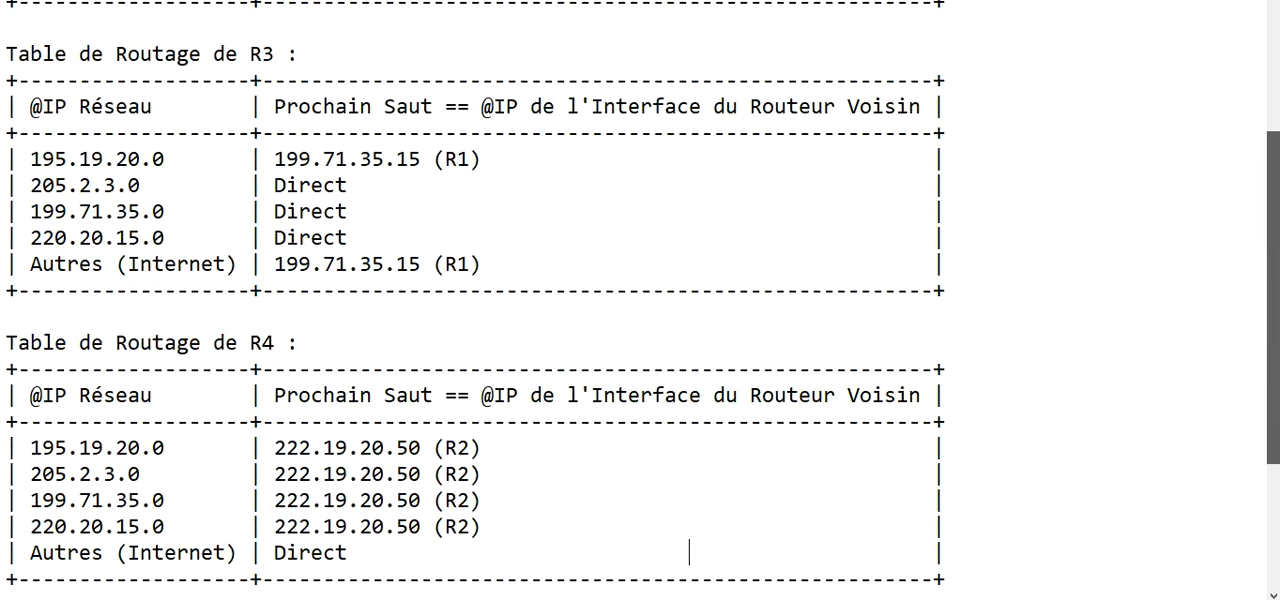 +-------------------+-------------------------------------------------------+
Table de Routage de R3 :
+-------------------+-------------------------------------------------------+
| @IP Réseau | Prochain Saut == @IP de l'Interface du Routeur Voisin |
+-------------------+-------------------------------------------------------+
| 195.19.20.0 | 199.71.35.15 (R1) |
| 205.2.3.0 | Direct |
| 199.71.35.0 | Direct |
| 220.20.15.0 | Direct |
| Autres (Internet) | 199.71.35.15 (R1) |
+-------------------+-------------------------------------------------------+
Table de Routage de R4 :
+-------------------+-------------------------------------------------------+
| @IP Réseau | Prochain Saut == @IP de l'Interface du Routeur Voisin |
+-------------------+-------------------------------------------------------+
| 195.19.20.0 | 222.19.20.50 (R2) |
| 205.2.3.0 | 222.19.20.50 (R2) |
| 199.71.35.0 | 222.19.20.50 (R2) |
| 220.20.15.0 | 222.19.20.50 (R2) |
| Autres (Internet) | Direct |
+-------------------+-------------------------------------------------------+